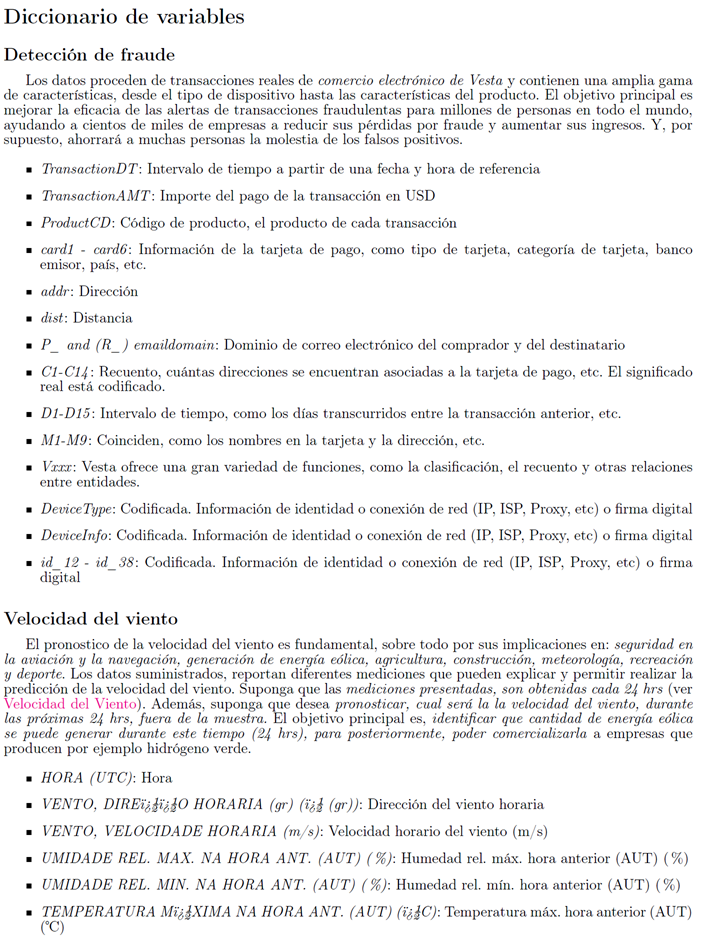 Diccionario de variables
Detección de fraude
Los datos proceden de transacciones reales de comercio electrónico de Vesta y contienen una amplia gama
de características, desde el tipo de dispositivo hasta las características del producto. El objetivo principal es
mejorar la eficacia de las alertas de transacciones fraudulentas para millones de personas en todo el mundo,
ayudando a cientos de miles de empresas a reducir sus pérdidas por fraude y aumentar sus ingresos. Y, por
supuesto, ahorrará a muchas personas la molestia de los falsos positivos.
▪ TransactionDT: Intervalo de tiempo a partir de una fecha y hora de referencia
▪ TransactionAMT: Importe del pago de la transacción en USD
▪ ProductCD: Código de producto, el producto de cada transacción
▪ card1 - card6: Información de la tarjeta de pago, como tipo de tarjeta, categoría de tarjeta, banco
emisor, país, etc.
▪ addr: Dirección
▪ dist: Distancia
▪ P_ and (R_) emaildomain: Dominio de correo electrónico del comprador y del destinatario
▪ C1-C14: Recuento, cuántas direcciones se encuentran asociadas a la tarjeta de pago, etc. El significado
real está codificado.
▪ D1-D15: Intervalo de tiempo, como los días transcurridos entre la transacción anterior, etc.
▪ M1-M9: Coinciden, como los nombres en la tarjeta y la dirección, etc.
▪ Vxxx: Vesta ofrece una gran variedad de funciones, como la clasificación, el recuento y otras relaciones
entre entidades.
▪ DeviceType: Codificada. Información de identidad o conexión de red (IP, ISP, Proxy, etc) o firma digital
▪ DeviceInfo: Codificada. Información de identidad o conexión de red (IP, ISP, Proxy, etc) o firma digital
▪ id_12 - id_38: Codificada. Información de identidad o conexión de red (IP, ISP, Proxy, etc) o firma
digital
Velocidad del viento
El pronostico de la velocidad del viento es fundamental, sobre todo por sus implicaciones en: seguridad en
la aviación y la navegación, generación de energía eólica, agricultura, construcción, meteorología, recreación
y deporte. Los datos suministrados, reportan diferentes mediciones que pueden explicar y permitir realizar la
predicción de la velocidad del viento. Suponga que las mediciones presentadas, son obtenidas cada 24 hrs (ver
Velocidad del Viento). Además, suponga que desea pronosticar, cual será la la velocidad del viento, durante
las próximas 24 hrs, fuera de la muestra. El objetivo principal es, identificar que cantidad de energía eólica
se puede generar durante este tiempo (24 hrs), para posteriormente, poder comercializarla a empresas que
producen por ejemplo hidrógeno verde.
▪ HORA (UTC): Hora
▪ VENTO, DIREï¿½ï¿½O HORARIA (gr) (ï¿½ (gr)): Dirección del viento horaria
▪ VENTO, VELOCIDADE HORARIA (m/s): Velocidad horario del viento (m/s)
▪ UMIDADE REL. MAX. NA HORA ANT. (AUT) (%): Humedad rel. máx. hora anterior (AUT) (%)
▪ UMIDADE REL. MIN. NA HORA ANT. (AUT) (%): Humedad rel. mín. hora anterior (AUT) (%)
▪ TEMPERATURA Mï¿½XIMA NA HORA ANT. (AUT) (ï¿½C): Temperatura máx. hora anterior (AUT)
(°C)